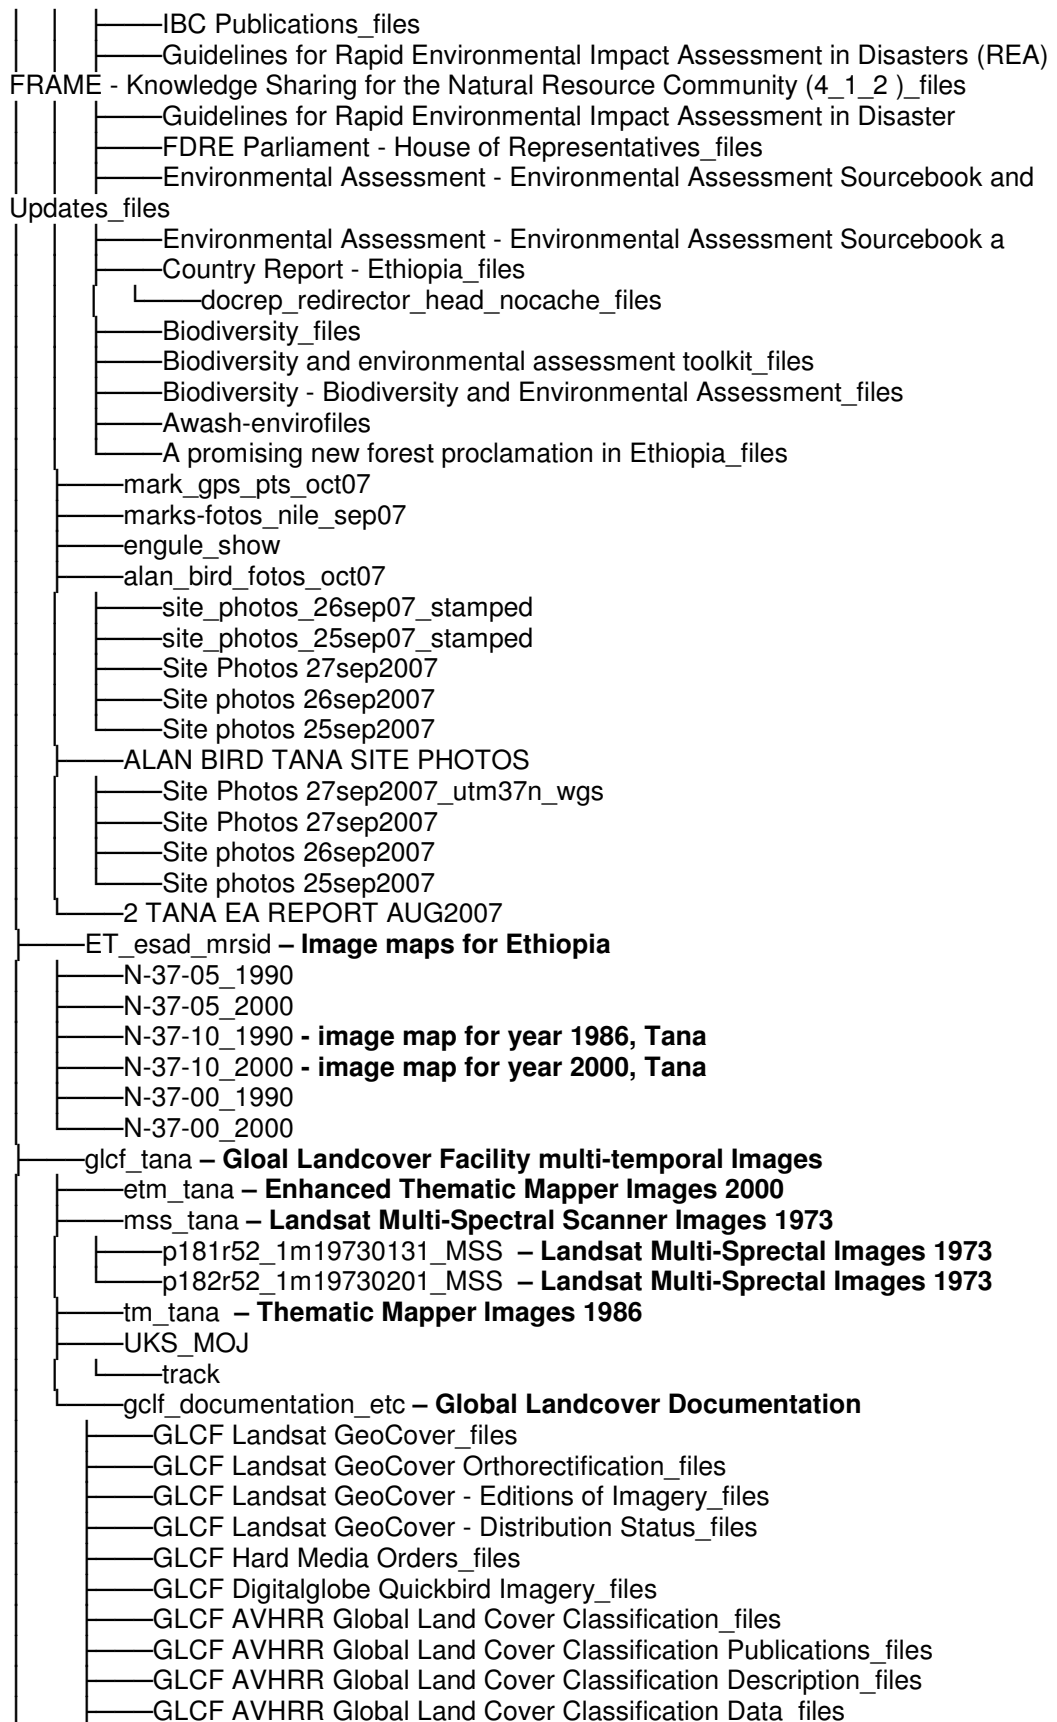 │ │ ├───IBC Publications_files
│ │ ├───Guidelines for Rapid Environmental Impact Assessment in Disasters (REA)
FRAME - Knowledge Sharing for the Natural Resource Community (4_1_2 )_files
│ │ ├───Guidelines for Rapid Environmental Impact Assessment in Disaster
│ │ ├───FDRE Parliament - House of Representatives_files
│ │ ├───Environmental Assessment - Environmental Assessment Sourcebook and
Updates_files
│ │ ├───Environmental Assessment - Environmental Assessment Sourcebook a
│ │ ├───Country Report - Ethiopia_files
│ │ │ └───docrep_redirector_head_nocache_files
│ │ ├───Biodiversity_files
│ │ ├───Biodiversity and environmental assessment toolkit_files
│ │ ├───Biodiversity - Biodiversity and Environmental Assessment_files
│ │ ├───Awash-envirofiles
│ │ └───A promising new forest proclamation in Ethiopia_files
│ ├───mark_gps_pts_oct07
│ ├───marks-fotos_nile_sep07
│ ├───engule_show
│ ├───alan_bird_fotos_oct07
│ │ ├───site_photos_26sep07_stamped
│ │ ├───site_photos_25sep07_stamped
│ │ ├───Site Photos 27sep2007
│ │ ├───Site photos 26sep2007
│ │ └───Site photos 25sep2007
│ ├───ALAN BIRD TANA SITE PHOTOS
│ │ ├───Site Photos 27sep2007_utm37n_wgs
│ │ ├───Site Photos 27sep2007
│ │ ├───Site photos 26sep2007
│ │ └───Site photos 25sep2007
│ └───2 TANA EA REPORT AUG2007
├───ET_esad_mrsid – Image maps for Ethiopia
│ ├───N-37-05_1990
│ ├───N-37-05_2000
│ ├───N-37-10_1990 - image map for year 1986, Tana
│ ├───N-37-10_2000 - image map for year 2000, Tana
│ ├───N-37-00_1990
│ └───N-37-00_2000
├───glcf_tana – Gloal Landcover Facility multi-temporal Images
│ ├───etm_tana – Enhanced Thematic Mapper Images 2000
│ ├───mss_tana – Landsat Multi-Spectral Scanner Images 1973
│ │ ├───p181r52_1m19730131_MSS – Landsat Multi-Sprectal Images 1973
│ │ └───p182r52_1m19730201_MSS – Landsat Multi-Sprectal Images 1973
│ ├───tm_tana – Thematic Mapper Images 1986
│ ├───UKS_MOJ
│ │ └───track
│ └───gclf_documentation_etc – Global Landcover Documentation
│ ├───GLCF Landsat GeoCover_files
│ ├───GLCF Landsat GeoCover Orthorectification_files
│ ├───GLCF Landsat GeoCover - Editions of Imagery_files
│ ├───GLCF Landsat GeoCover - Distribution Status_files
│ ├───GLCF Hard Media Orders_files
│ ├───GLCF Digitalglobe Quickbird Imagery_files
│ ├───GLCF AVHRR Global Land Cover Classification_files
│ ├───GLCF AVHRR Global Land Cover Classification Publications_files
│ ├───GLCF AVHRR Global Land Cover Classification Description_files
│ ├───GLCF AVHRR Global Land Cover Classification Data_files